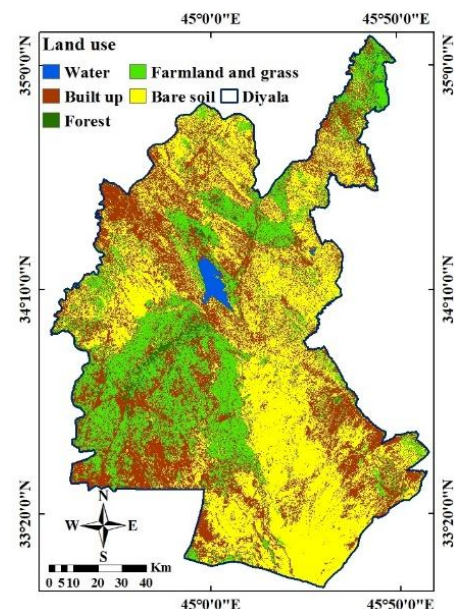 45°0'0"E 45°50'0"E
Land use
Water Farmland and grass
Built up Bare soil Diyala
Forest
35°0'0"N 35°0'0"N
34°10'0"N 34°10'0"N
33°20'0"N 33°20'0"N
N
W E
S
0 5 10 20 30 40 Km
45°0'0"E 45°50'0"E